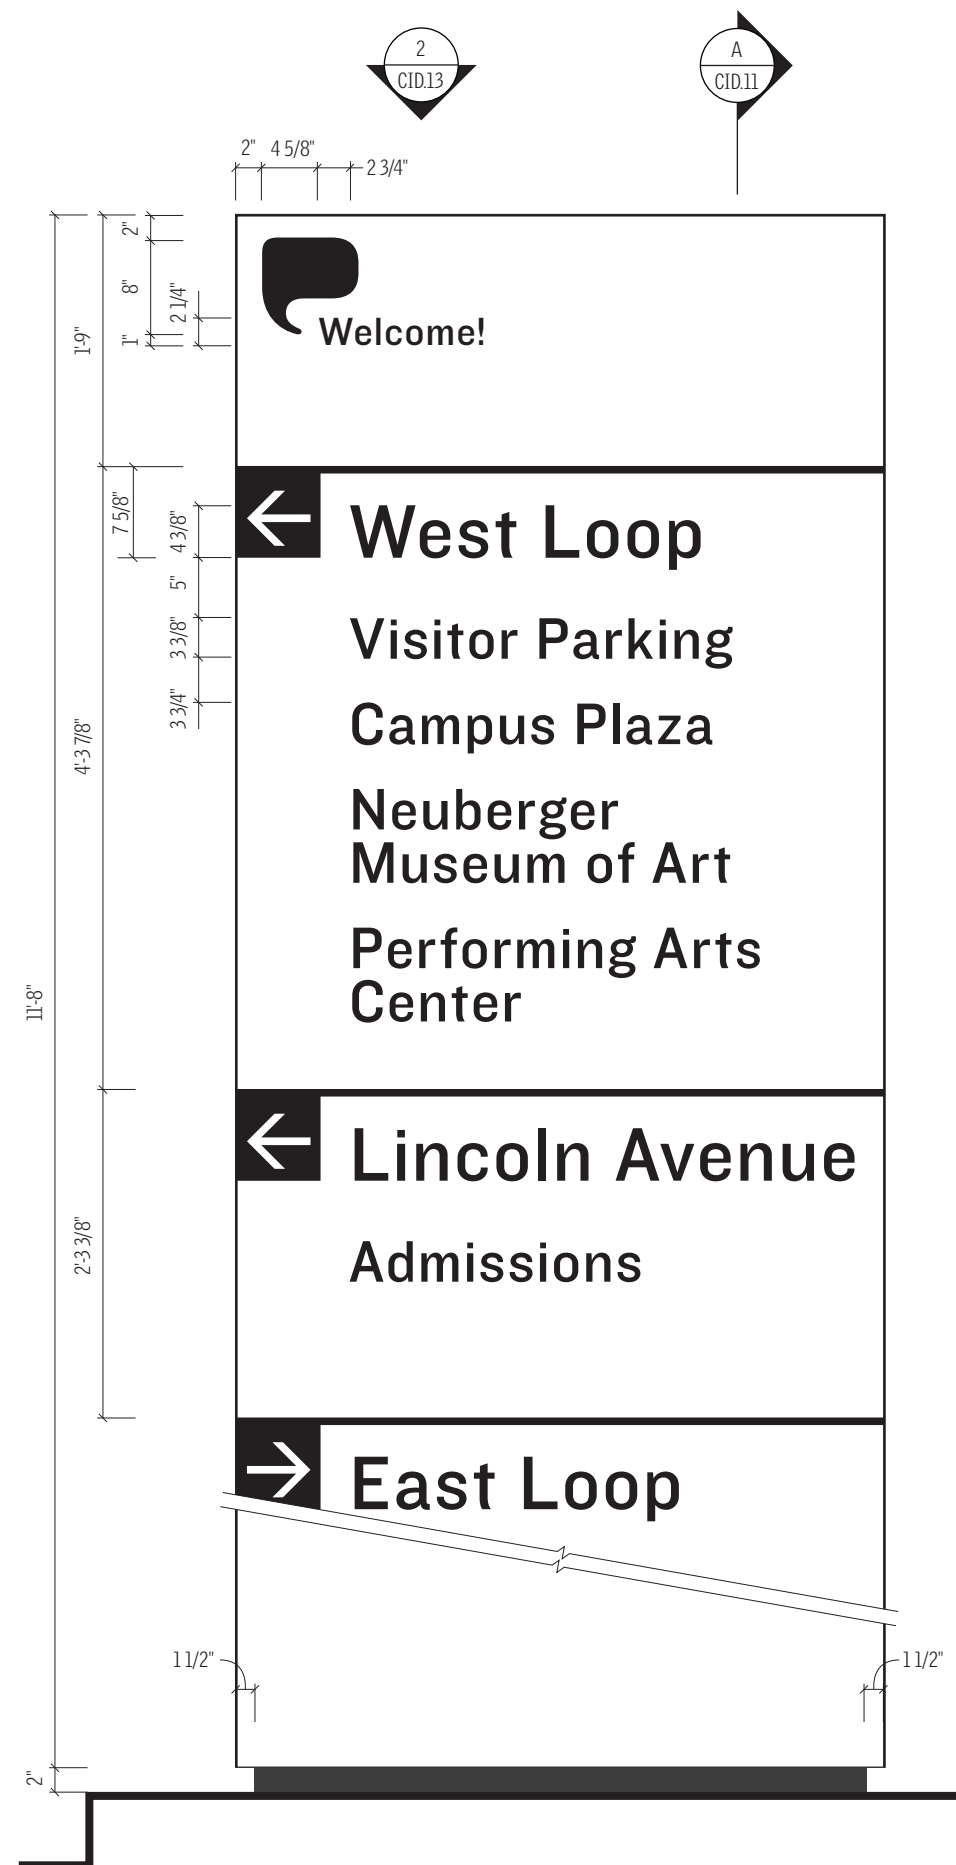 2
CID.13
A
CID.11
2" 4 5/8" 2 3/4"
2"
8"
2 1/4"
1"
1'-9"
Welcome!
7 5/8"
4 3/8"
West Loop
5"
3 3/8"
Visitor Parking
3 3/4"
Campus Plaza
4'-3 7/8"
Neuberger
Museum of Art
Performing Arts
Center
11'-8"
Lincoln Avenue
2'-3 3/8"
Admissions
East Loop
1 1/2" 1 1/2"
2"